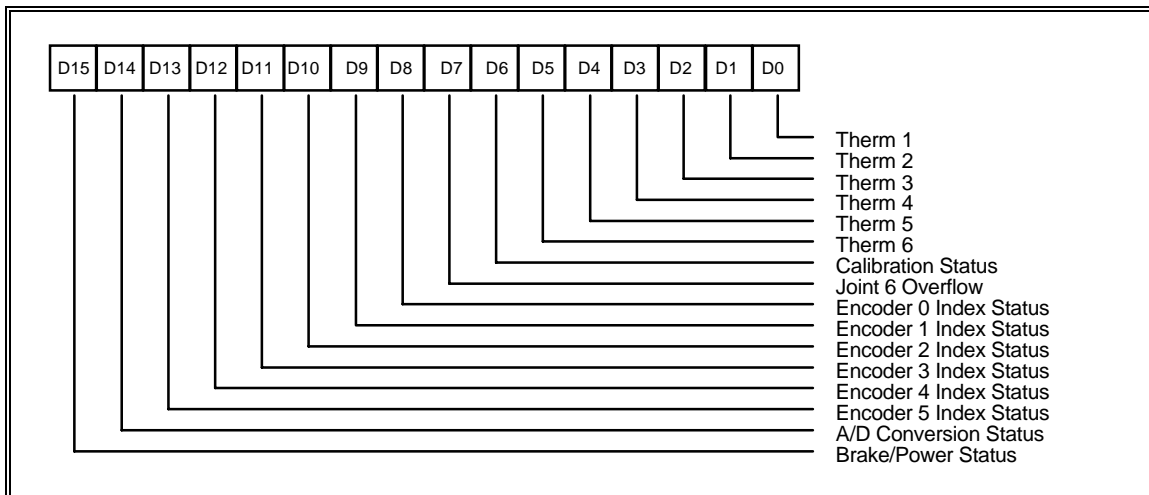 D15 D14 D13 D12 D11 D10 D9 D8 D7 D6 D5 D4 D3 D2 D1 D0
Therm 1
Therm 2
Therm 3
Therm 4
Therm 5
Therm 6
Calibration Status
Joint 6 Overflow
Encoder 0 Index Status
Encoder 1 Index Status
Encoder 2 Index Status
Encoder 3 Index Status
Encoder 4 Index Status
Encoder 5 Index Status
A/D Conversion Status
Brake/Power Status